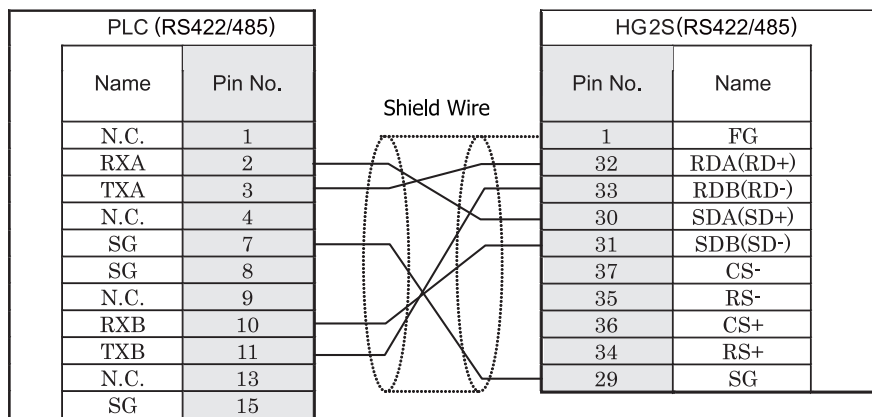 PLC (RS422/485)
Name Pin No.
N.C. 1
RXA 2
TXA 3
N.C. 4
SG 7
SG 8
N.C. 9
RXB 10
TXB 11
N.C. 13
SG 15
Shield Wire
HG2S(RS422/485)
Pin No. Name
1 FG
32 RDA(RD+)
33 RDB(RD-)
30 SDA(SD+)
31 SDB(SD-)
37 CS-
35 RS-
36 CS+
34 RS+
29 SG